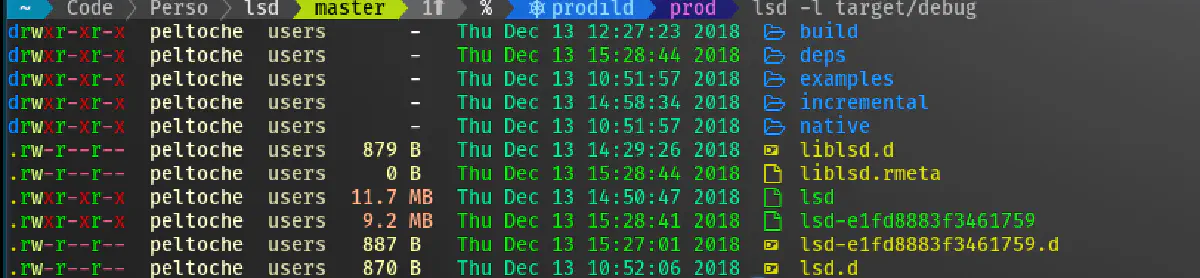 ~ Code Perso lsd master 1⇡ % ⎈ prodild prod lsd -l target/debug
drwxr-xr-x peltoche users - Thu Dec 13 12:27:23 2018 build
drwxr-xr-x peltoche users - Thu Dec 13 15:28:44 2018 deps
drwxr-xr-x peltoche users - Thu Dec 13 10:51:57 2018 examples
drwxr-xr-x peltoche users - Thu Dec 13 14:58:34 2018 incremental
drwxr-xr-x peltoche users - Thu Dec 13 10:51:57 2018 native
.rw-r--r-- peltoche users 879 B Thu Dec 13 14:29:26 2018 liblsd.d
.rw-r--r-- peltoche users 0 B Thu Dec 13 15:28:44 2018 liblsd.rmeta
.rwxr-xr-x peltoche users 11.7 MB Thu Dec 13 14:50:47 2018 lsd
.rwxr-xr-x peltoche users 9.2 MB Thu Dec 13 15:28:41 2018 lsd-e1fd8883f3461759
.rw-r--r-- peltoche users 887 B Thu Dec 13 15:27:01 2018 lsd-e1fd8883f3461759.d
.rw-r--r-- peltoche users 870 B Thu Dec 13 10:52:06 2018 lsd.d